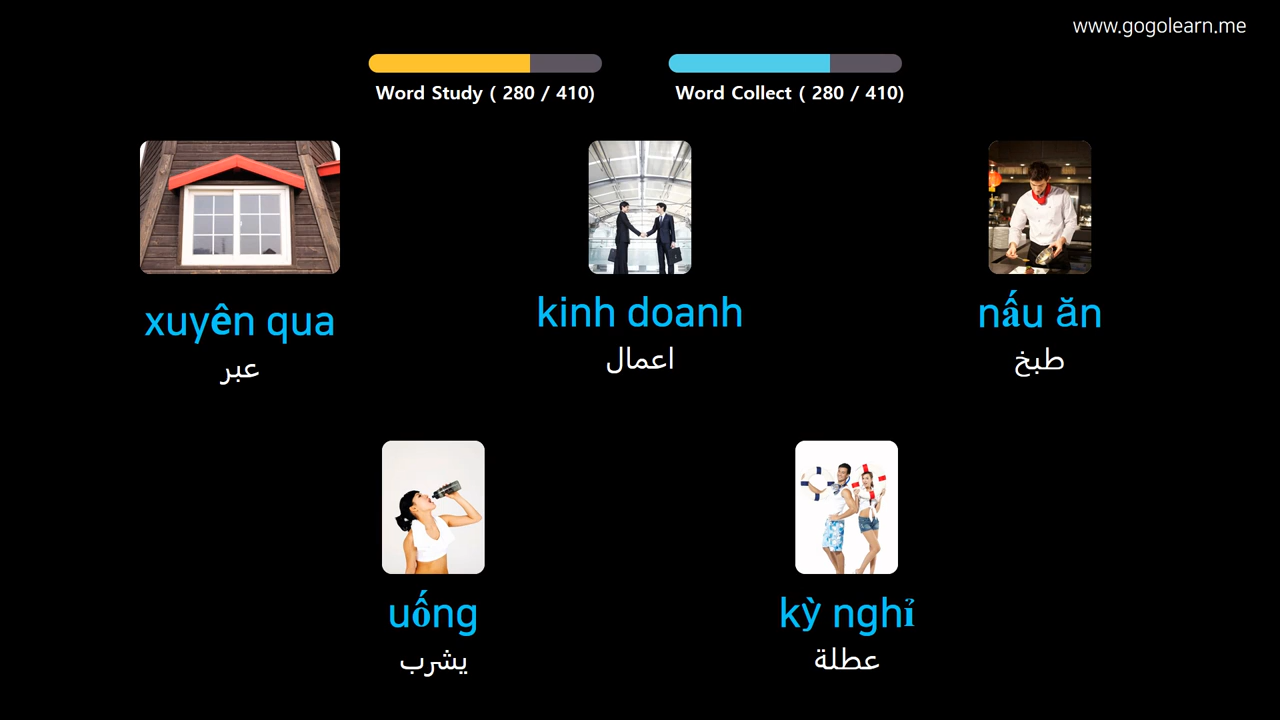 www.gogolearn.me
Word Study ( 280 / 410)
Word Collect ( 280 / 410)
xuyên qua
عبر
kinh doanh
اعمال
nấu ăn
طبخ
uống
يشرب
kỳ nghỉ
عطلة